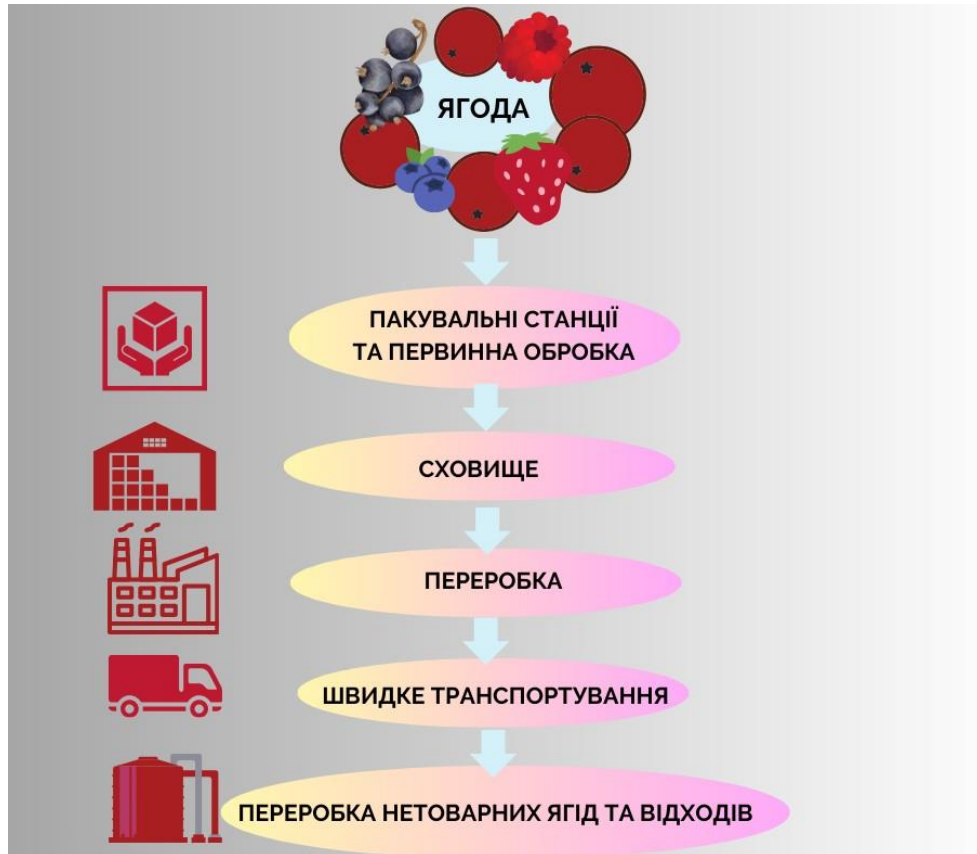 ЯГОДА
ПАКУВАЛЬНІ СТАНЦІЇ
ТА ПЕРВИННА ОБРОБКА
СХОВИЩЕ
ПЕРЕРОБКА
ШВИДКЕ ТРАНСПОРТУВАННЯ
ПЕРЕРОБКА НЕТОВАРНИХ ЯГІД ТА ВІДХОДІВ